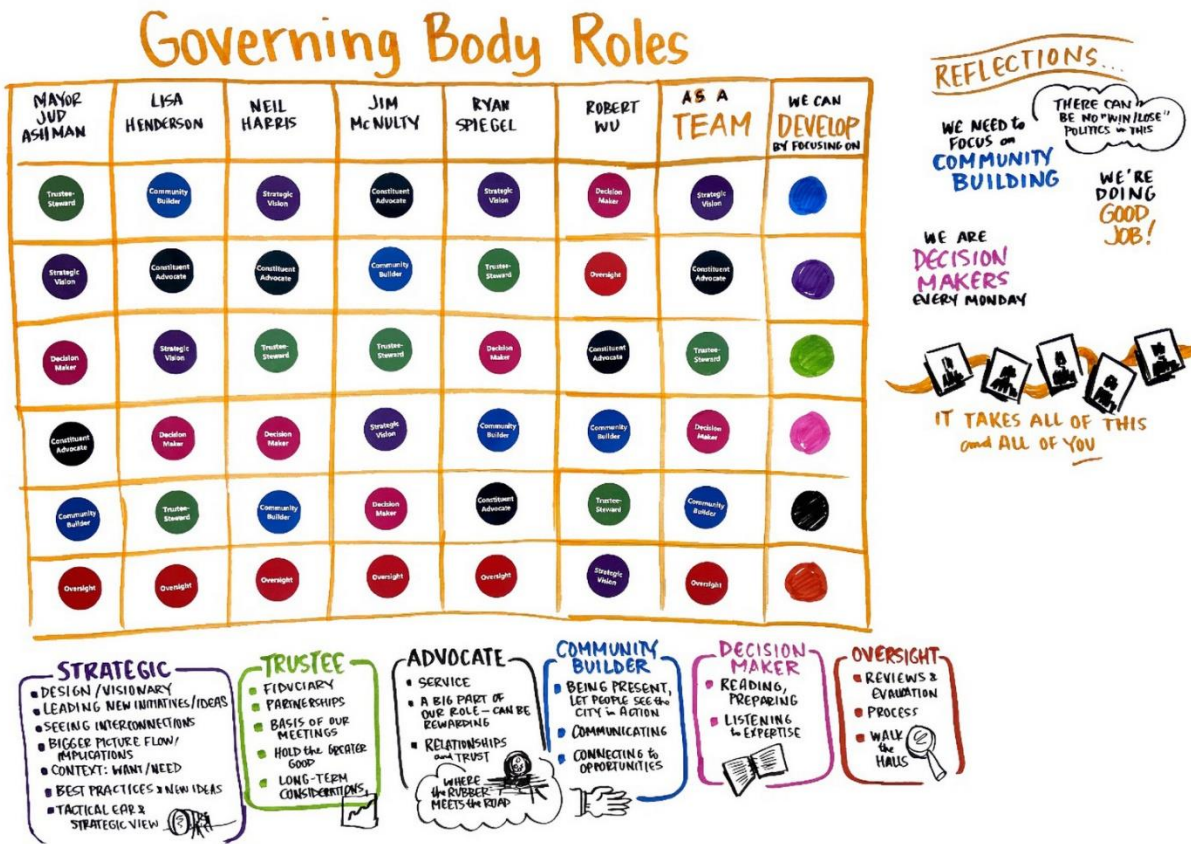 Governing Body Roles
MAYOR
JUD
ASHMAN
LISA
HENDERSON
NEIL
HARRIS
JIM
McNULTY
RYAN
SPIEGEL
ROBERT
WU
AS A
TEAM
WE CAN
DEVELOP
BY FOCUSING ON
Trustee-
Steward
Community
Builder
Strategic
Vision
Constituent
Advocate
Strategic
Vision
Decision
Maker
Strategic
Vision
Strategic
Vision
Constituent
Advocate
Constituent
Advocate
Community
Builder
Trustee-
Steward
Oversight
Constituent
Advocate
Decision
Maker
Strategic
Vision
Trustee-
Steward
Trustee-
Steward
Decision
Maker
Constituent
Advocate
Trustee-
Steward
Constituent
Advocate
Decision
Maker
Decision
Maker
Strategic
Vision
Community
Builder
Community
Builder
Decision
Maker
Community
Builder
Trustee-
Steward
Community
Builder
Decision
Maker
Constituent
Advocate
Trustee-
Steward
Community
Builder
Oversight
Oversight
Oversight
Oversight
Oversight
Strategic
Vision
Oversight
REFLECTIONS...
THERE CAN
BE NO "WIN/LOSE"
POLITICS in THIS
WE NEED to
FOCUS on
COMMUNITY
BUILDING
WE'RE
DOING
GOOD
JOB!
WE ARE
DECISION
MAKERS
EVERY MONDAY
IT TAKES ALL OF THIS
and ALL OF YOU
STRATEGIC
DESIGN/VISIONARY
LEADING NEW INITIATIVES/IDEAS
SEEING INTERCONNECTIONS
BIGGER PICTURE FLOW/
IMPLICATIONS
CONTEXT: WANT/NEED
BEST PRACTICES & NEW IDEAS
TACTICAL EAR &
STRATEGIC VIEW
TRUSTEE
FIDUCIARY
PARTNERSHIPS
BASIS OF OUR
MEETINGS
HOLD the GREATER
GOOD
LONG-TERM
CONSIDERATIONS
ADVOCATE
SERVICE
A BIG PART OF
OUR ROLE - CAN BE
REWARDING
RELATIONSHIPS
and TRUST
WHERE
the RUBBER
MEETS the ROAD
COMMUNITY
BUILDER
BEING PRESENT,
LET PEOPLE SEE the
CITY in ACTION
COMMUNICATING
CONNECTING to
OPPORTUNITIES
DECISION
MAKER
READING,
PREPARING
LISTENING
to EXPERTISE
OVERSIGHT
REVIEWS &
EVALUATION
PROCESS
WALK
the
HALLS